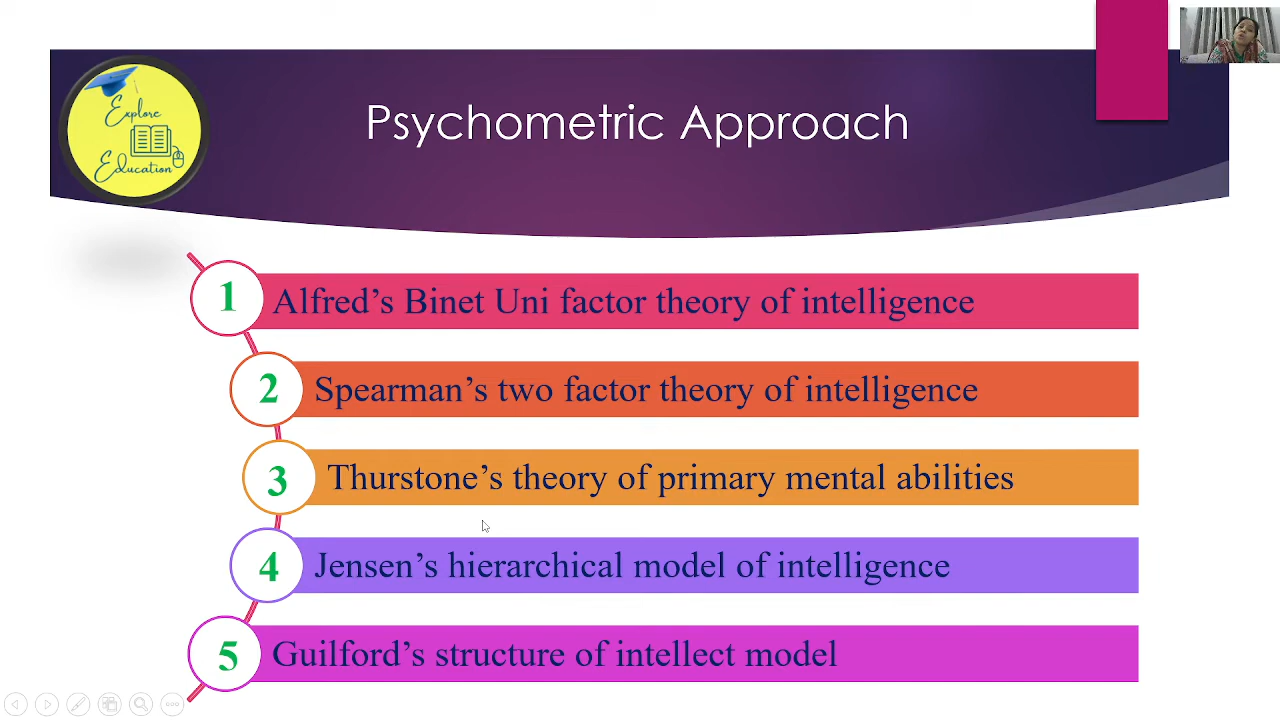 Explore
Education
Psychometric Approach
1 Alfred’s Binet Uni factor theory of intelligence
2 Spearman’s two factor theory of intelligence
3 Thurstone’s theory of primary mental abilities
4 Jensen’s hierarchical model of intelligence
5 Guilford’s structure of intellect model